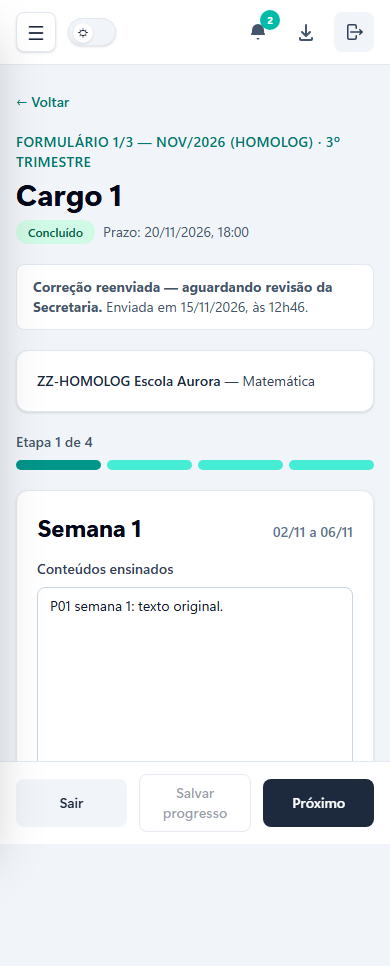 2
← Voltar
FORMULÁRIO 1/3 — NOV/2026 (HOMOLOG) · 3º
TRIMESTRE
Cargo 1
Concluído Prazo: 20/11/2026, 18:00
Correção reenviada — aguardando revisão da
Secretaria. Enviada em 15/11/2026, às 12h46.
ZZ-HOMOLOG Escola Aurora — Matemática
Etapa 1 de 4
Semana 1 02/11 a 06/11
Conteúdos ensinados
P01 semana 1: texto original.
Sair
Salvar
progresso
Próximo